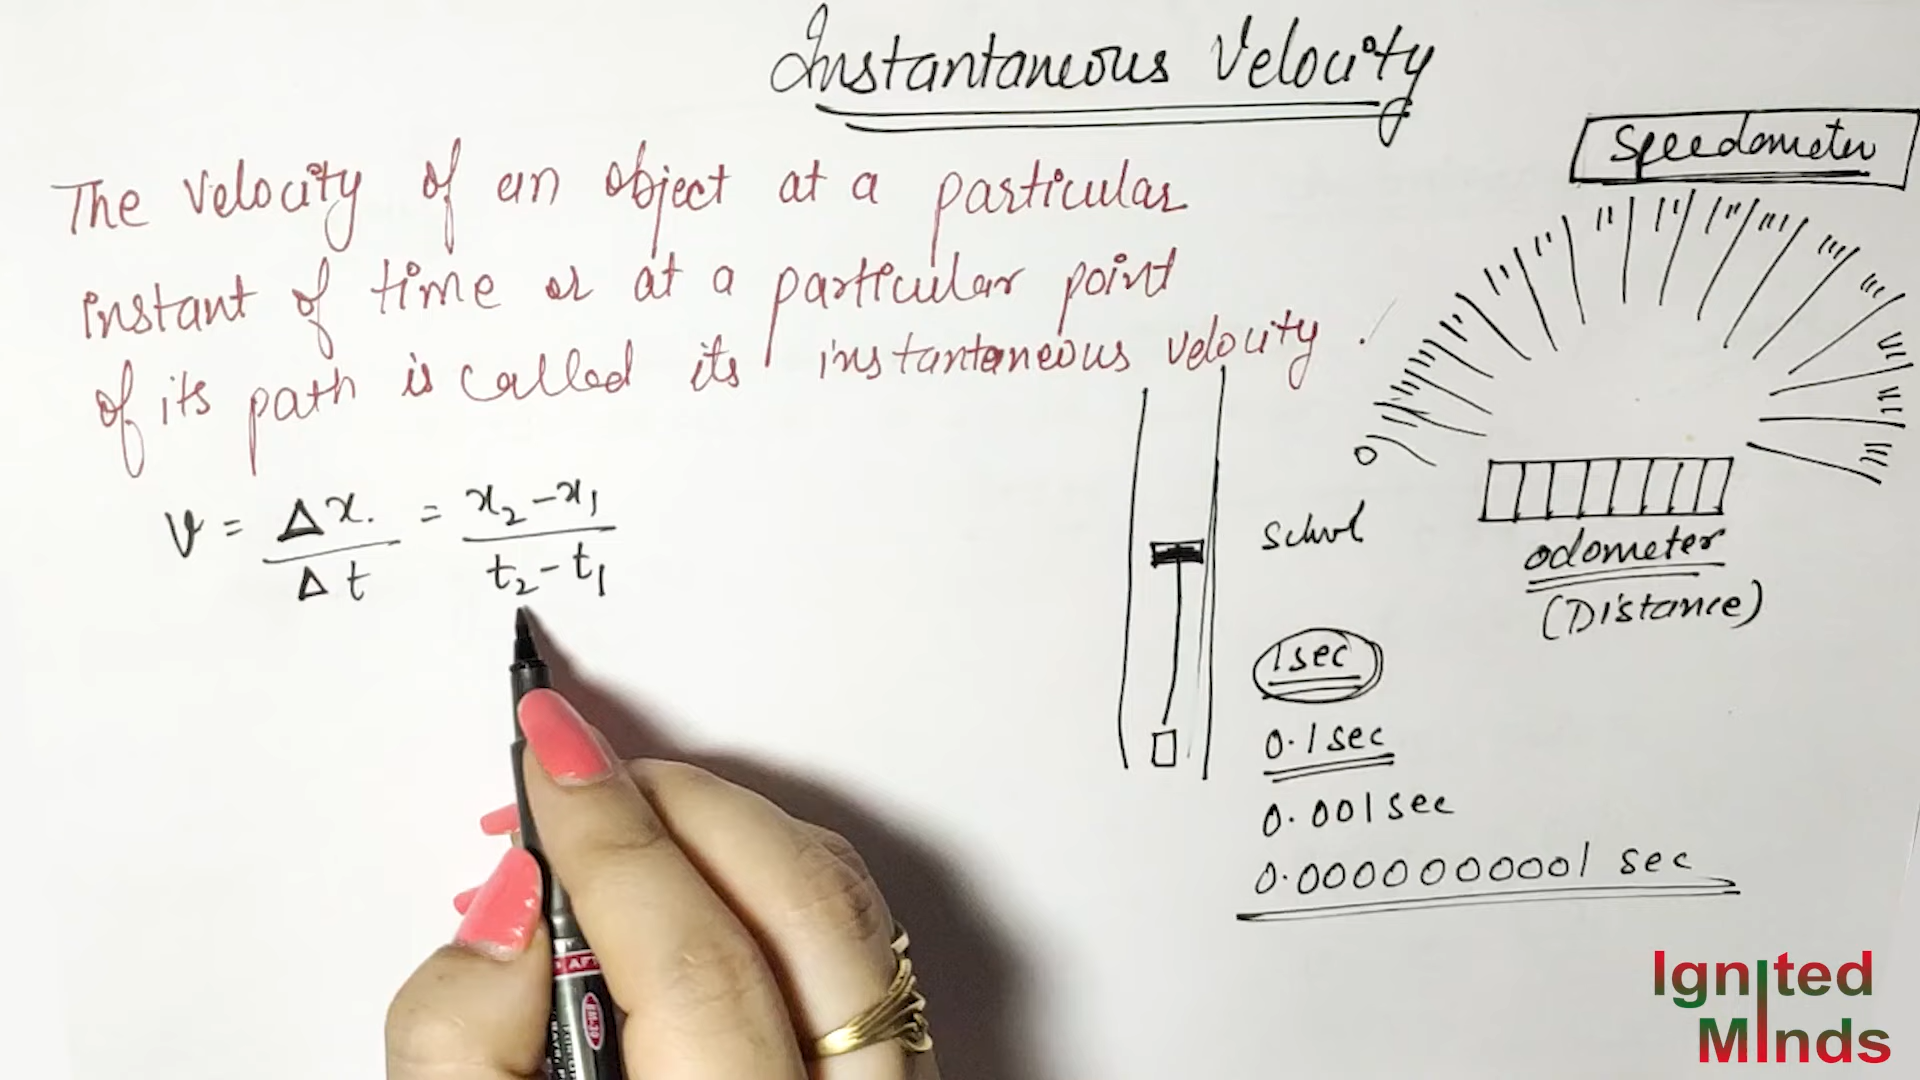 Instantaneous Velocity
The velocity of an object at a particular
instant of time or at a particular point
of its path is called its instantaneous velocity.
v = Δx. / Δt = x₂ - x₁ / t₂ - t₁
Speedometer
0
odometer
(Distance)
School
1sec
0.1sec
0.001sec
0.0000000001 sec
Ignited
Minds